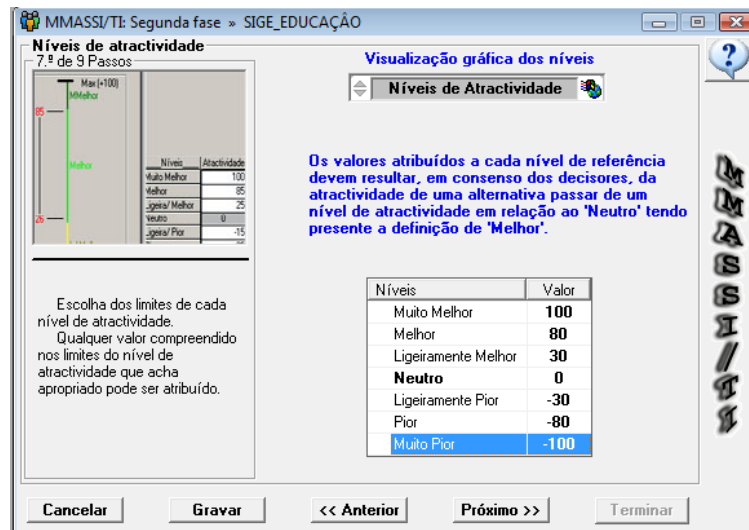 MMASSI/TI: Segunda fase » SIGE_EDUCAÇÂO
Níveis de atractividade
7.º de 9 Passos
Max (+100)
MMelhor
85
Melhor
25
Níveis Atractividade
Muito Melhor 100
Melhor 85
Ligeira/ Melhor 25
Neutro 0
Ligeira/ Pior -15
Escolha dos limites de cada
nível de atractividade.
Qualquer valor compreendido
nos limites do nível de
atractividade que acha
apropriado pode ser atribuído.
Visualização gráfica dos níveis
Níveis de Atractividade
Os valores atribuídos a cada nível de referência
devem resultar, em consenso dos decisores, da
atractividade de uma alternativa passar de um
nível de atractividade em relação ao 'Neutro' tendo
presente a definição de 'Melhor'.
Níveis Valor
Muito Melhor 100
Melhor 80
Ligeiramente Melhor 30
Neutro 0
Ligeiramente Pior -30
Pior -80
Muito Pior -100
?
MMASSI/TI
Cancelar Gravar << Anterior Próximo >> Terminar